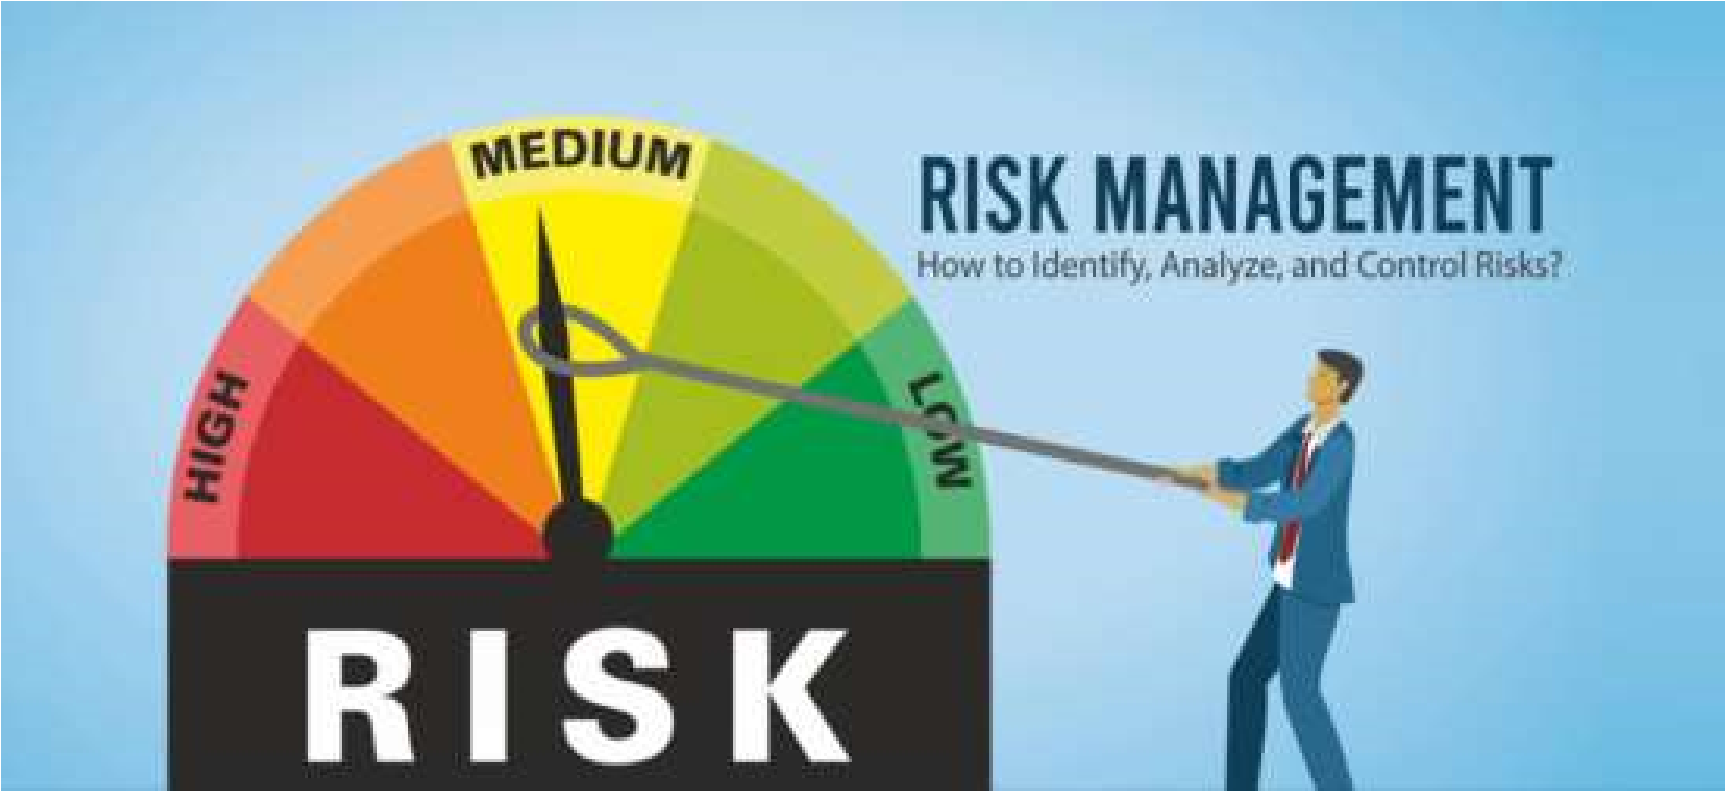 MEDIUM
HIGH
LOW
RISK
RISK MANAGEMENT
How to Identify, Analyze, and Control Risks?